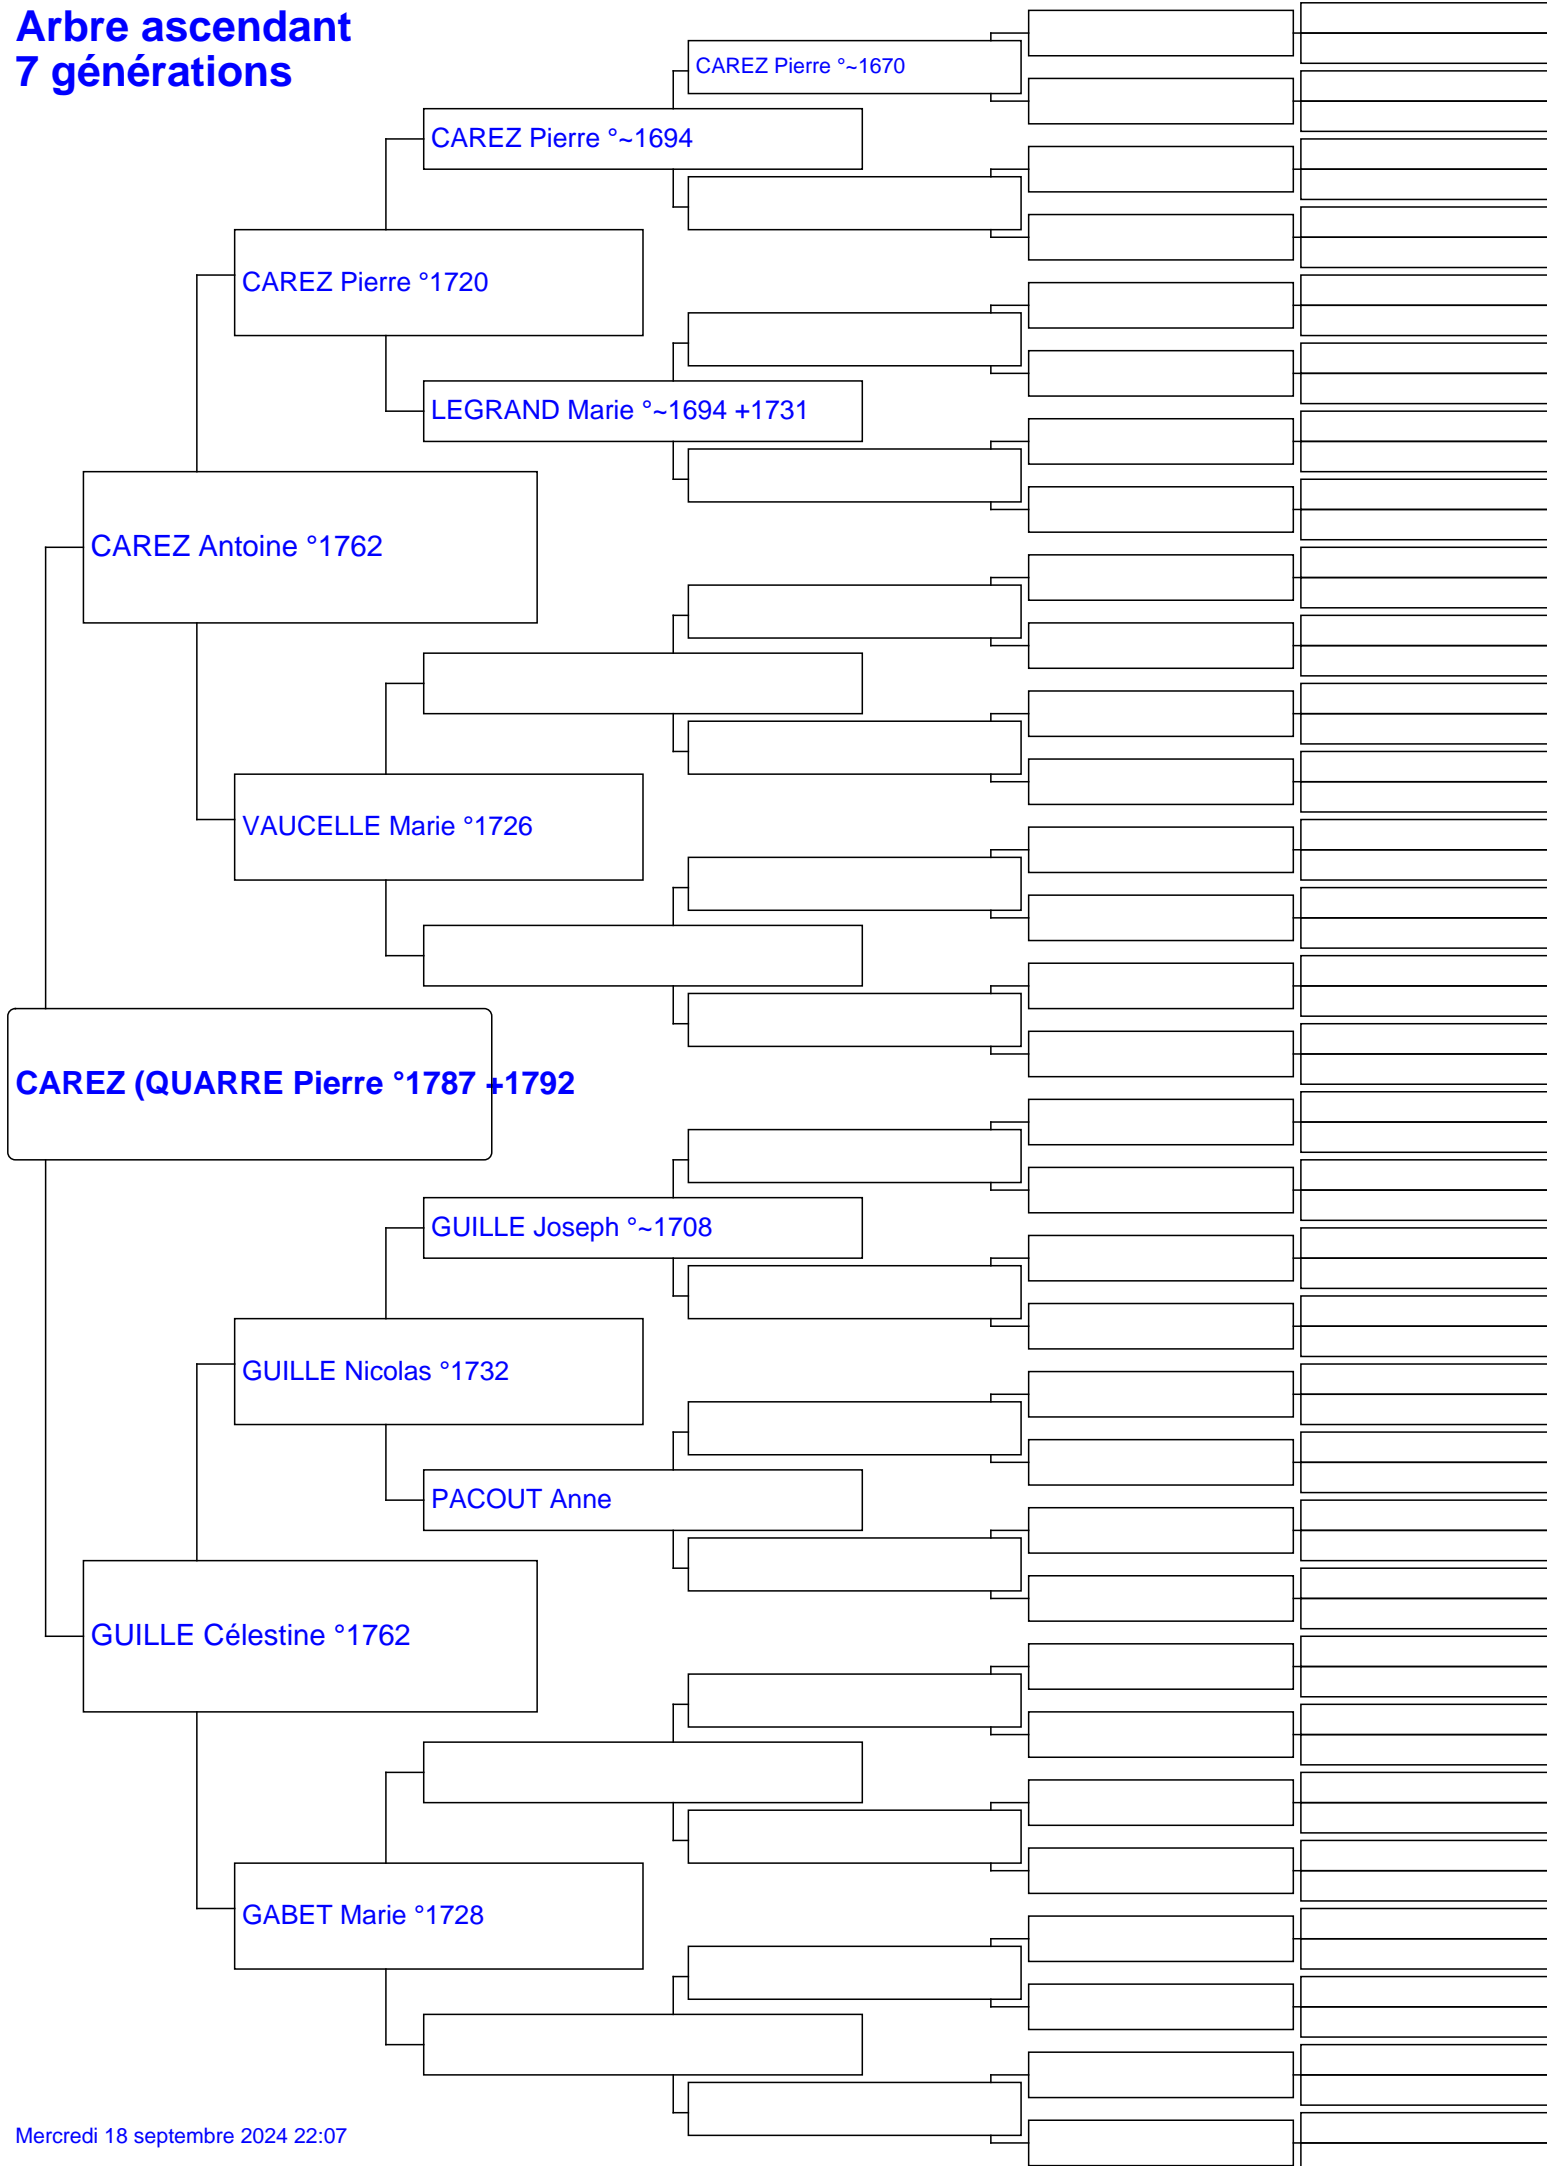 Arbre ascendant
7 générations
CAREZ Pierre °~1670
CAREZ Pierre °~1694
CAREZ Pierre °1720
LEGRAND Marie °~1694 +1731
CAREZ Antoine °1762
VAUCELLE Marie °1726
CAREZ (QUARRE Pierre °1787 +1792
GUILLE Joseph °~1708
GUILLE Nicolas °1732
PACOUT Anne
GUILLE Célestine °1762
GABET Marie °1728
Mercredi 18 septembre 2024 22:07